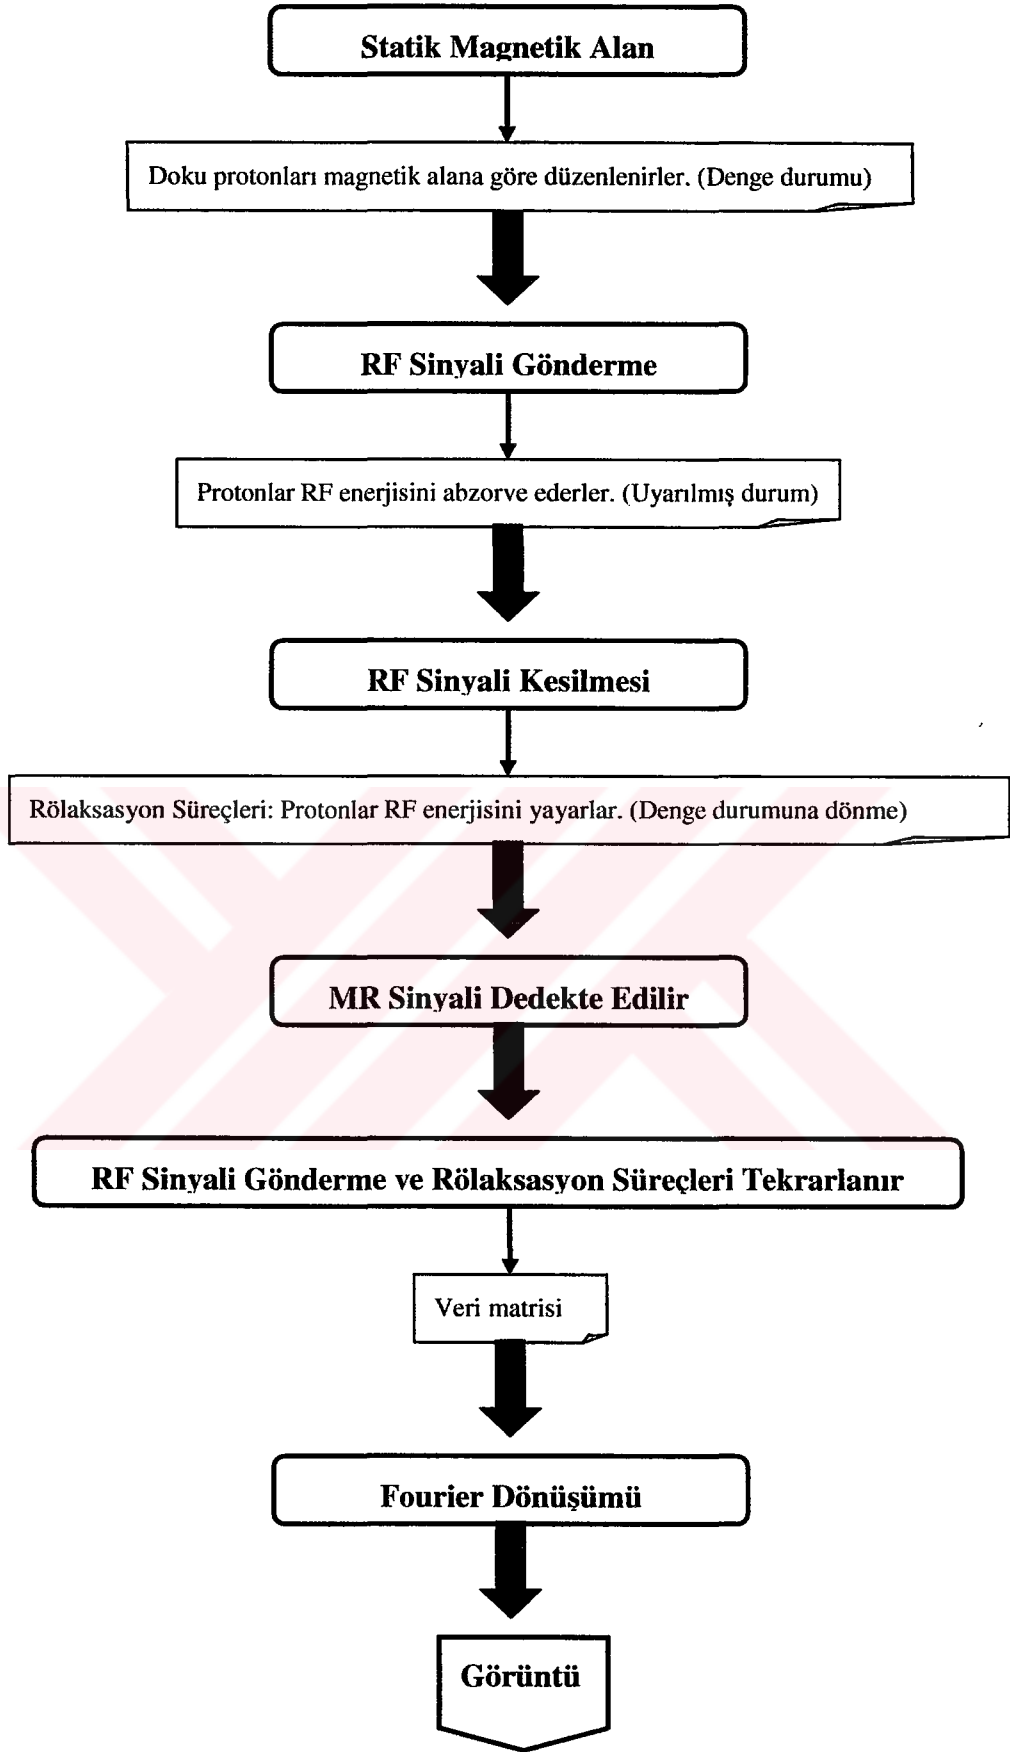 Statik Magnetik Alan
Doku protonları magnetik alana göre düzenlenirler. (Denge durumu)
RF Sinyali Gönderme
Protonlar RF enerjisini abzorve ederler. (Uyarılmış durum)
RF Sinyali Kesilmesi
Rölaksasyon Süreçleri: Protonlar RF enerjisini yayarlar. (Denge durumuna dönme)
MR Sinyali Dedekte Edilir
RF Sinyali Gönderme ve Rölaksasyon Süreçleri Tekrarlanır
Veri matrisi
Fourier Dönüşümü
Görüntü